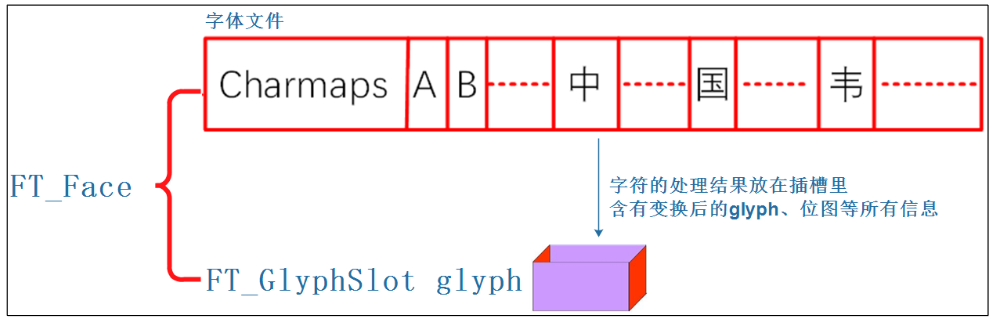 字体文件
Charmaps A B 中 国 韦
FT_Face
字符的处理结果放在插槽里
含有变换后的glyph、位图等所有信息
FT_GlyphSlot glyph